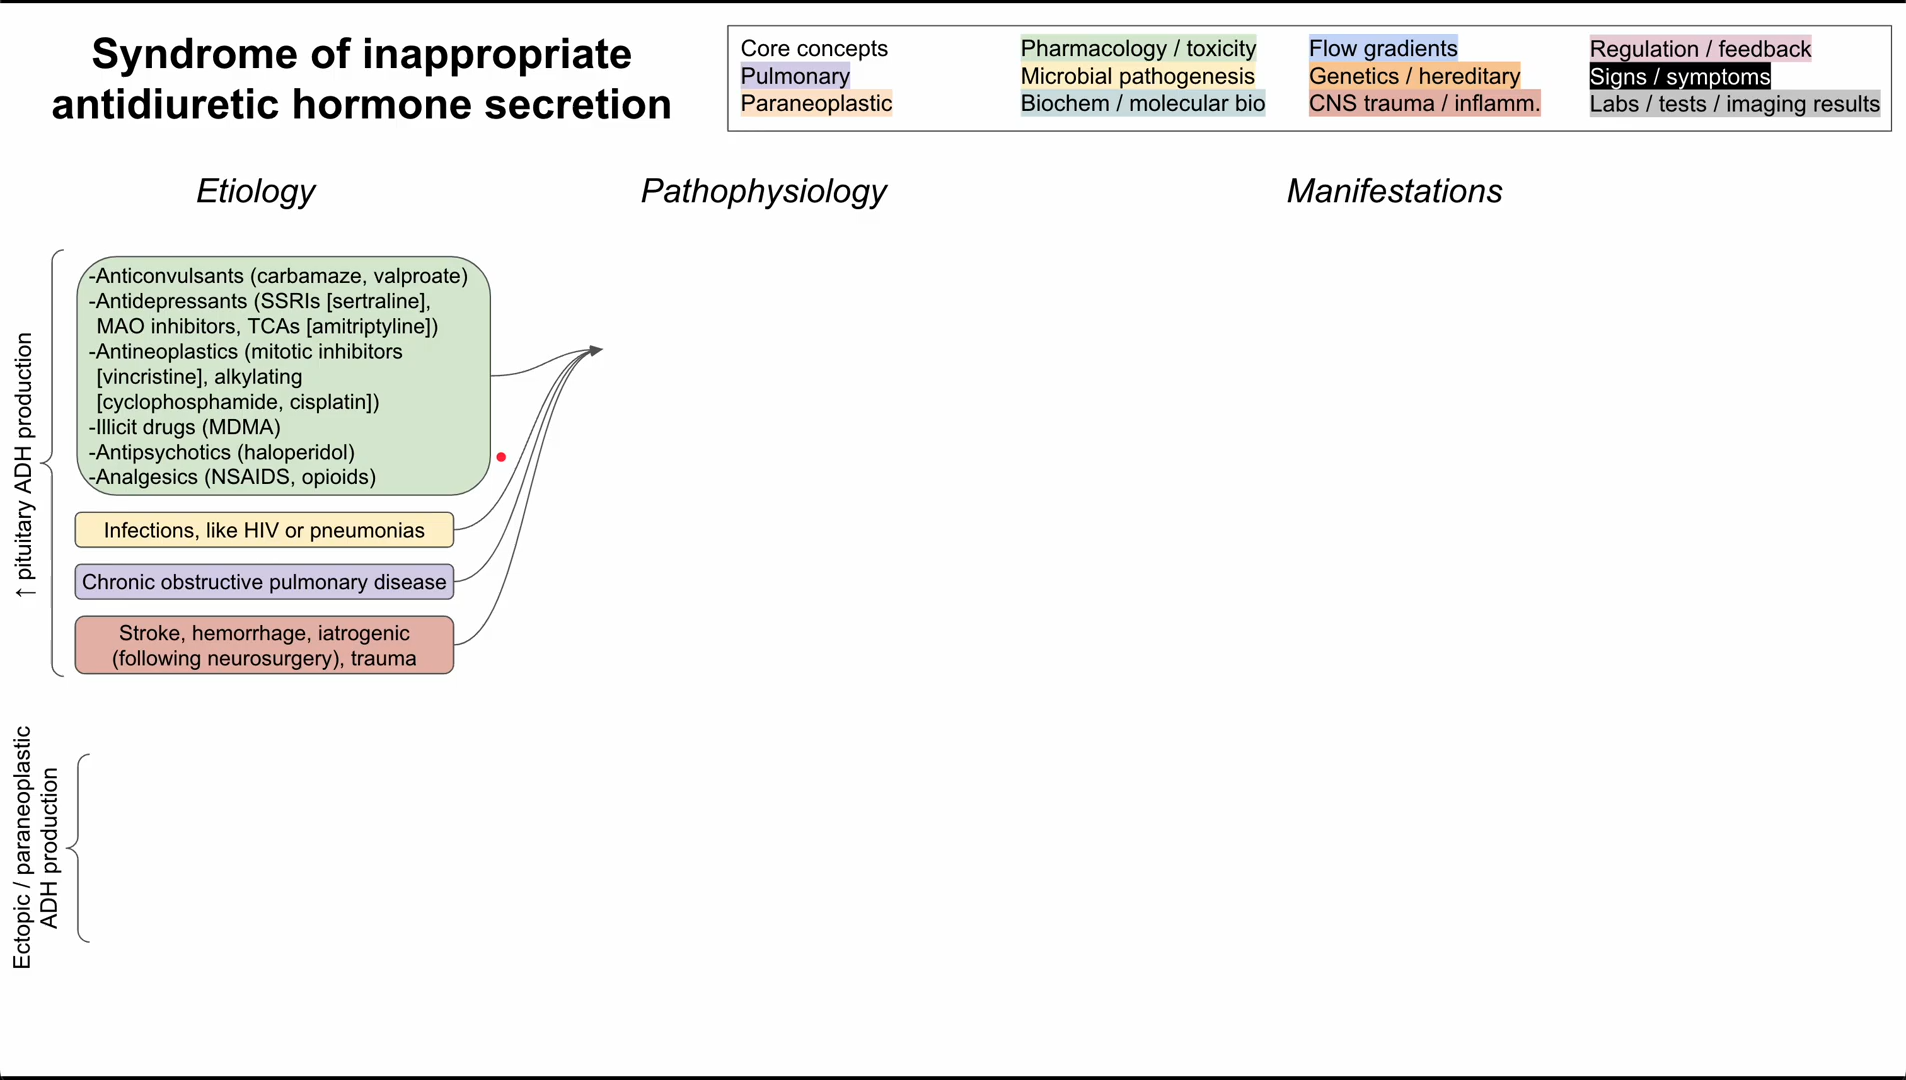 Syndrome of inappropriate
antidiuretic hormone secretion
Core concepts
Pulmonary
Paraneoplastic
Pharmacology / toxicity
Microbial pathogenesis
Biochem / molecular bio
Flow gradients
Genetics / hereditary
CNS trauma / inflamm.
Regulation / feedback
Signs / symptoms
Labs / tests / imaging results
Etiology
Pathophysiology
Manifestations
↑ pituitary ADH production
-Anticonvulsants (carbamaze, valproate)
-Antidepressants (SSRIs [sertraline],
MAO inhibitors, TCAs [amitriptyline])
-Antineoplastics (mitotic inhibitors
[vincristine], alkylating
[cyclophosphamide, cisplatin])
-Illicit drugs (MDMA)
-Antipsychotics (haloperidol)
-Analgesics (NSAIDS, opioids)
Infections, like HIV or pneumonias
Chronic obstructive pulmonary disease
Stroke, hemorrhage, iatrogenic
(following neurosurgery), trauma
Ectopic / paraneoplastic
ADH production